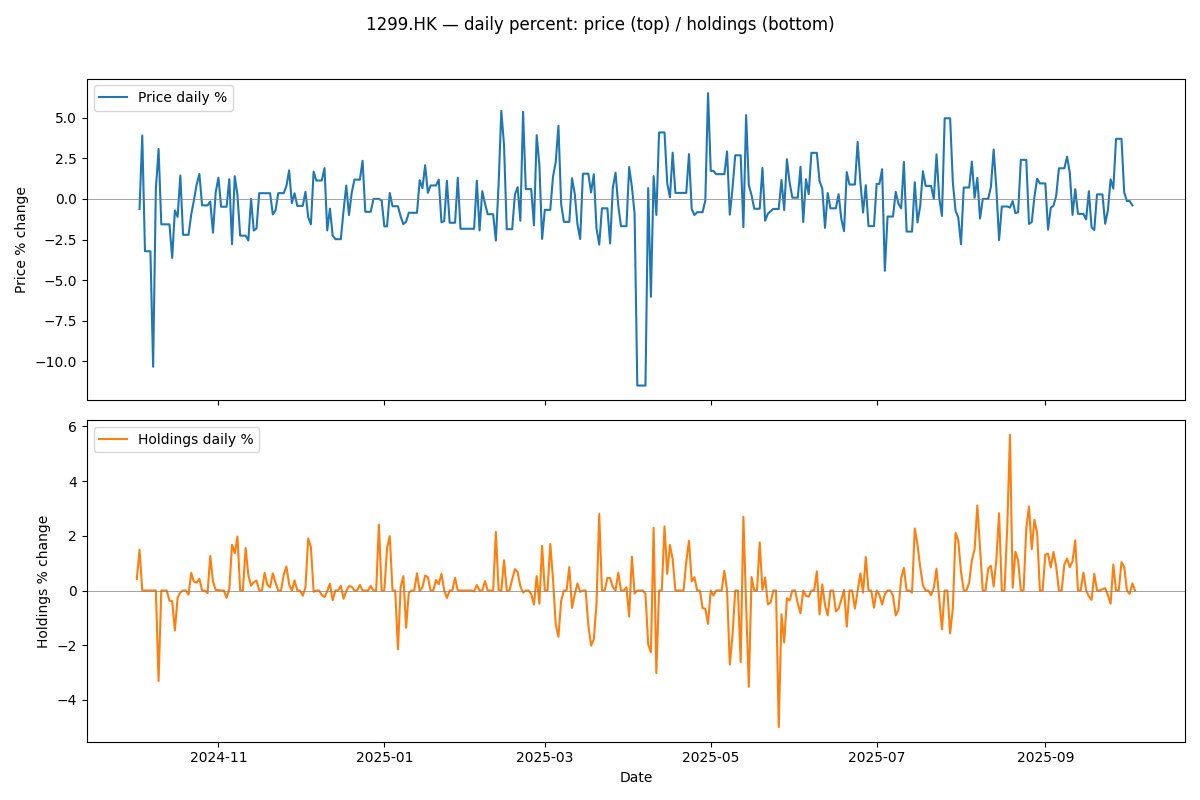 1299.HK — daily percent: price (top) / holdings (bottom)
Price daily %
5.0
2.5
0.0
−2.5
−5.0
−7.5
−10.0
Price % change
Holdings daily %
6
4
2
0
−2
−4
Holdings % change
2024-11 2025-01 2025-03 2025-05 2025-07 2025-09
Date